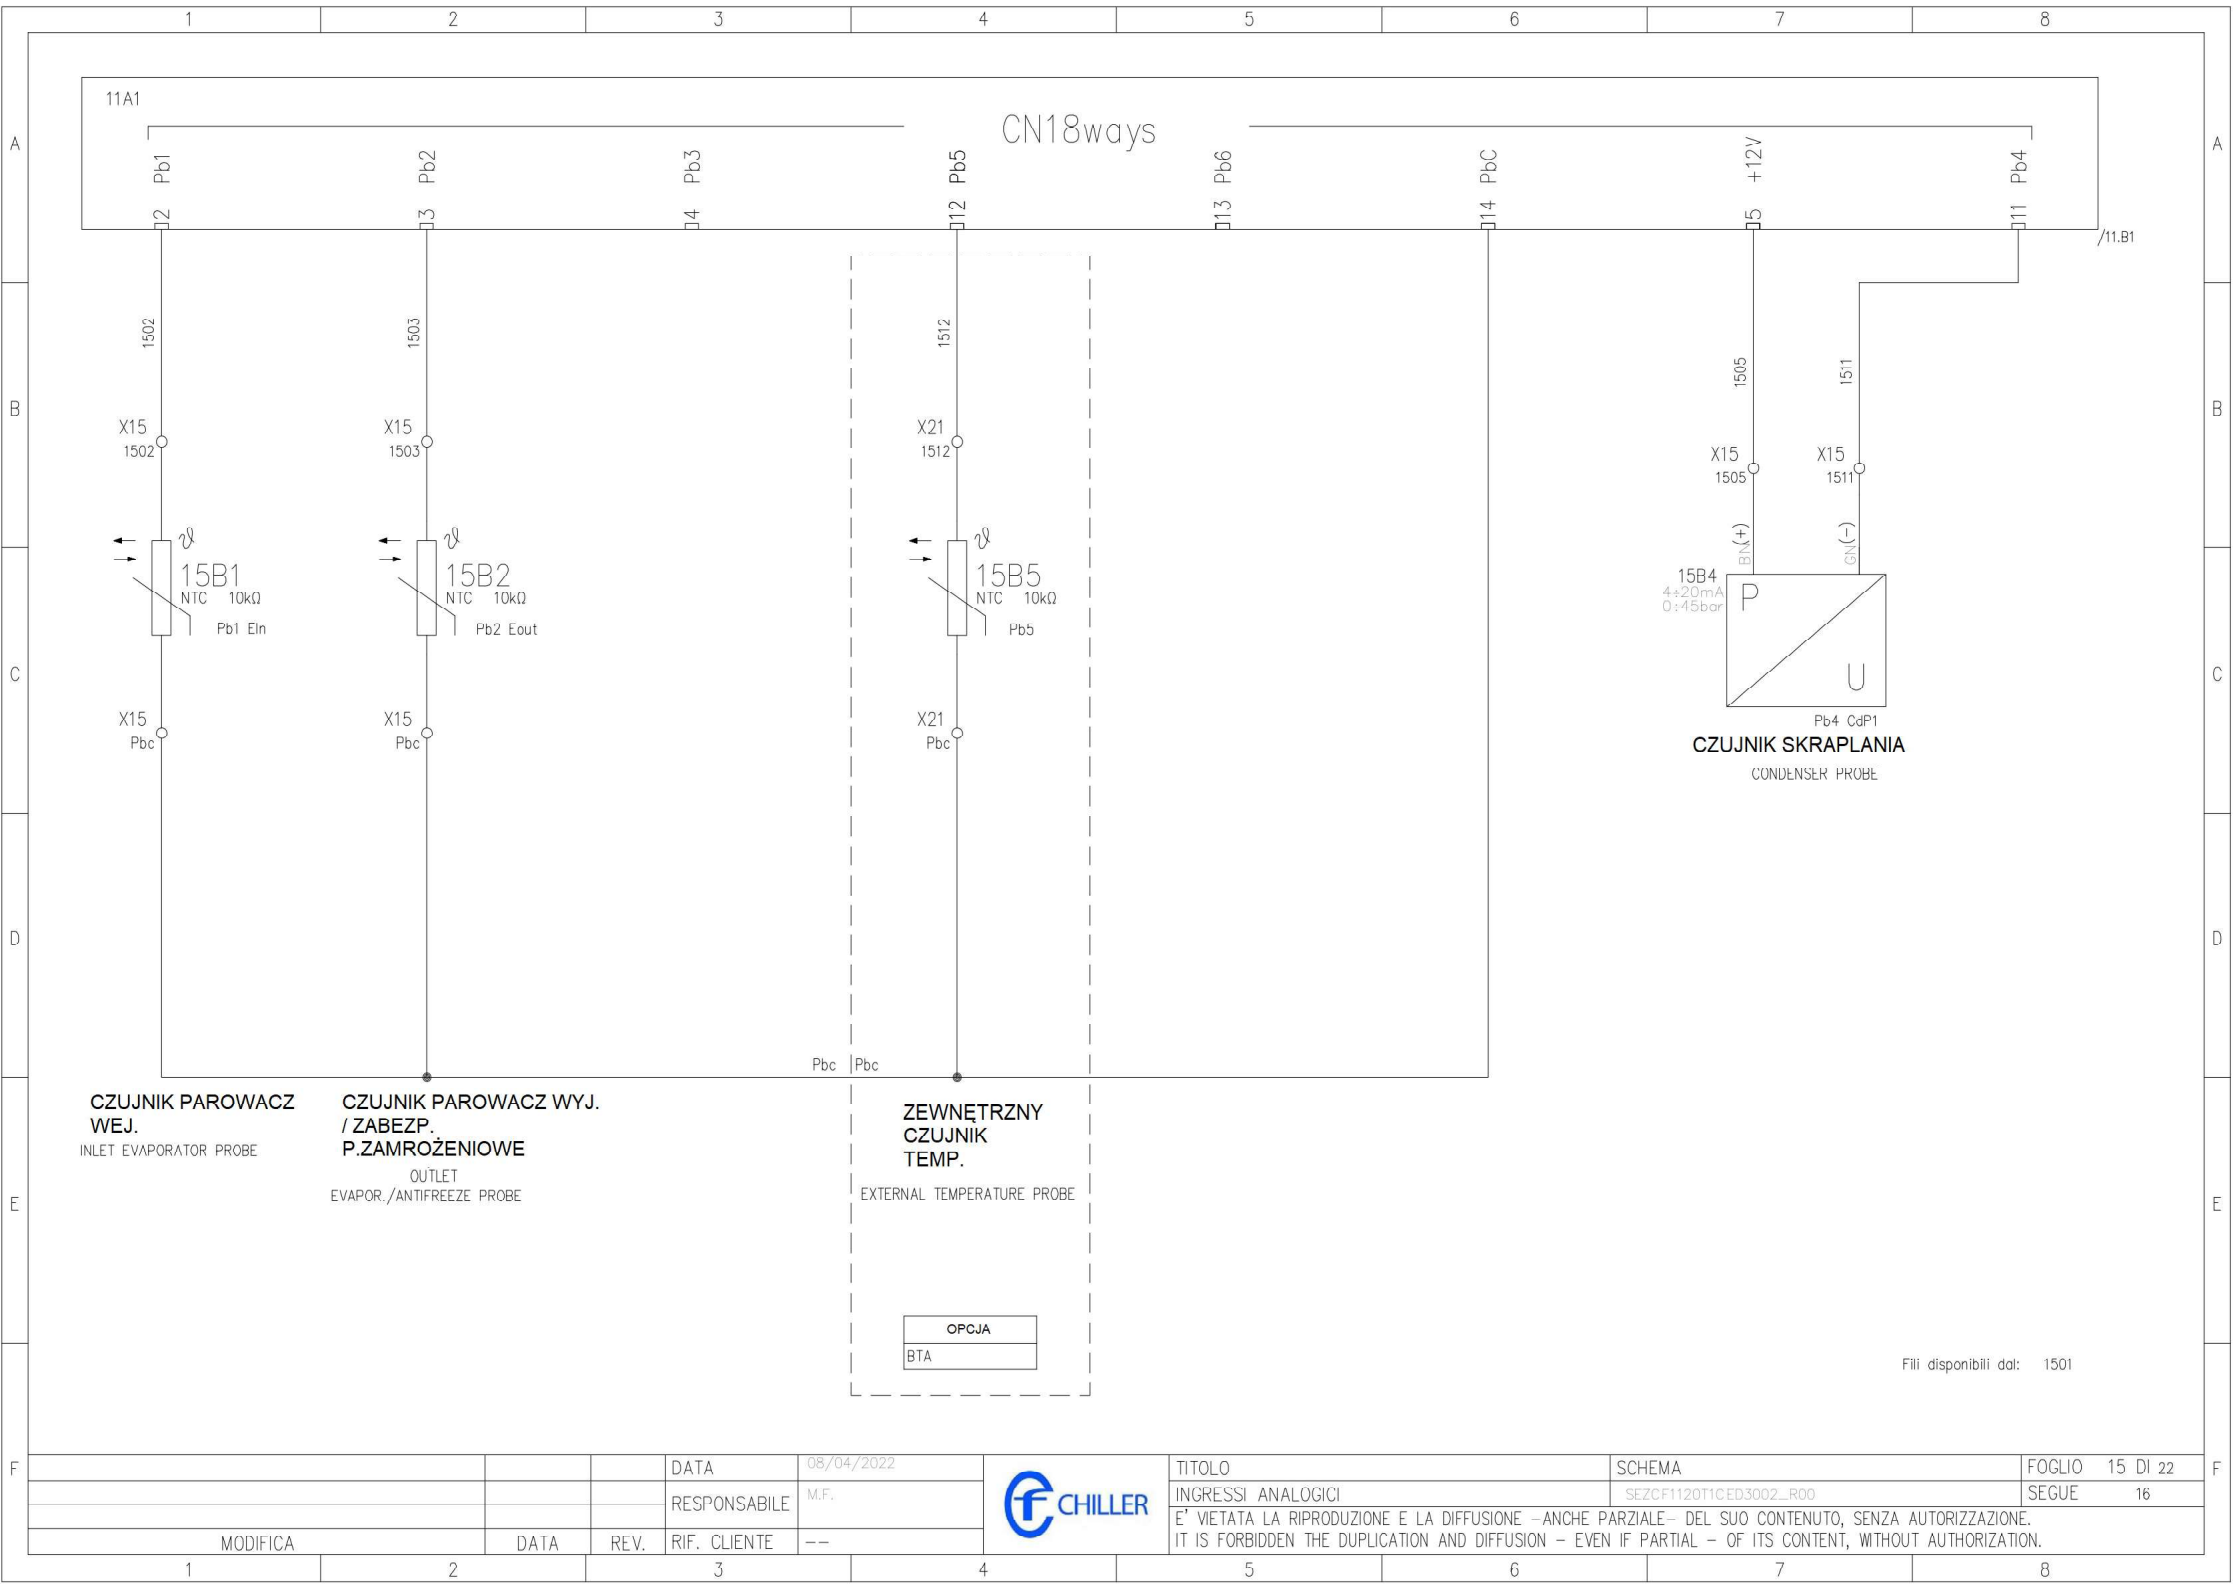 1 2 3 4 5 6 7 8
11A1
CN18ways
A A
Pb1 Pb2 Pb3 Pb5 Pb6 PbC +12V Pb4
2 3 4 12 13 14 5 11
/11.B1
1502 1503 1512 1505 1511
B B
X15 X15 X21
1502 1503 1512
X15 X15
1505 1511
BN(+) GN(-)
ϑ ϑ ϑ
15B1 15B2 15B5 15B4
NTC 10kΩ NTC 10kΩ NTC 10kΩ 4÷20mA
P
0:45bar
Pb1 EIn Pb2 Eout Pb5
C C
U
X15 X15 X21
Pbc Pbc Pbc
Pb4 CdP1
CZUJNIK SKRAPLANIA
CONDENSER PROBE
D D
Pbc Pbc
CZUJNIK PAROWACZ
WEJ.
INLET EVAPORATOR PROBE
CZUJNIK PAROWACZ WYJ.
/ ZABEZP.
P.ZAMROŻENIOWE
OUTLET
EVAPOR./ANTIFREEZE PROBE
ZEWNĘTRZNY
CZUJNIK
TEMP.
EXTERNAL TEMPERATURE PROBE
E E
OPCJA
BTA
Fili disponibili dal: 1501
F F
MODIFICA DATA REV.
DATA 08/04/2022
RESPONSABILE M.F.
RIF. CLIENTE --
CF CHILLER
TITOLO
INGRESSI ANALOGICI
SCHEMA
SEZCF1120T1CED3002_R00
FOGLIO 15 DI 22
SEGUE 16
E' VIETATA LA RIPRODUZIONE E LA DIFFUSIONE -ANCHE PARZIALE- DEL SUO CONTENUTO, SENZA AUTORIZZAZIONE.
IT IS FORBIDDEN THE DUPLICATION AND DIFFUSION - EVEN IF PARTIAL - OF ITS CONTENT, WITHOUT AUTHORIZATION.
1 2 3 4 5 6 7 8